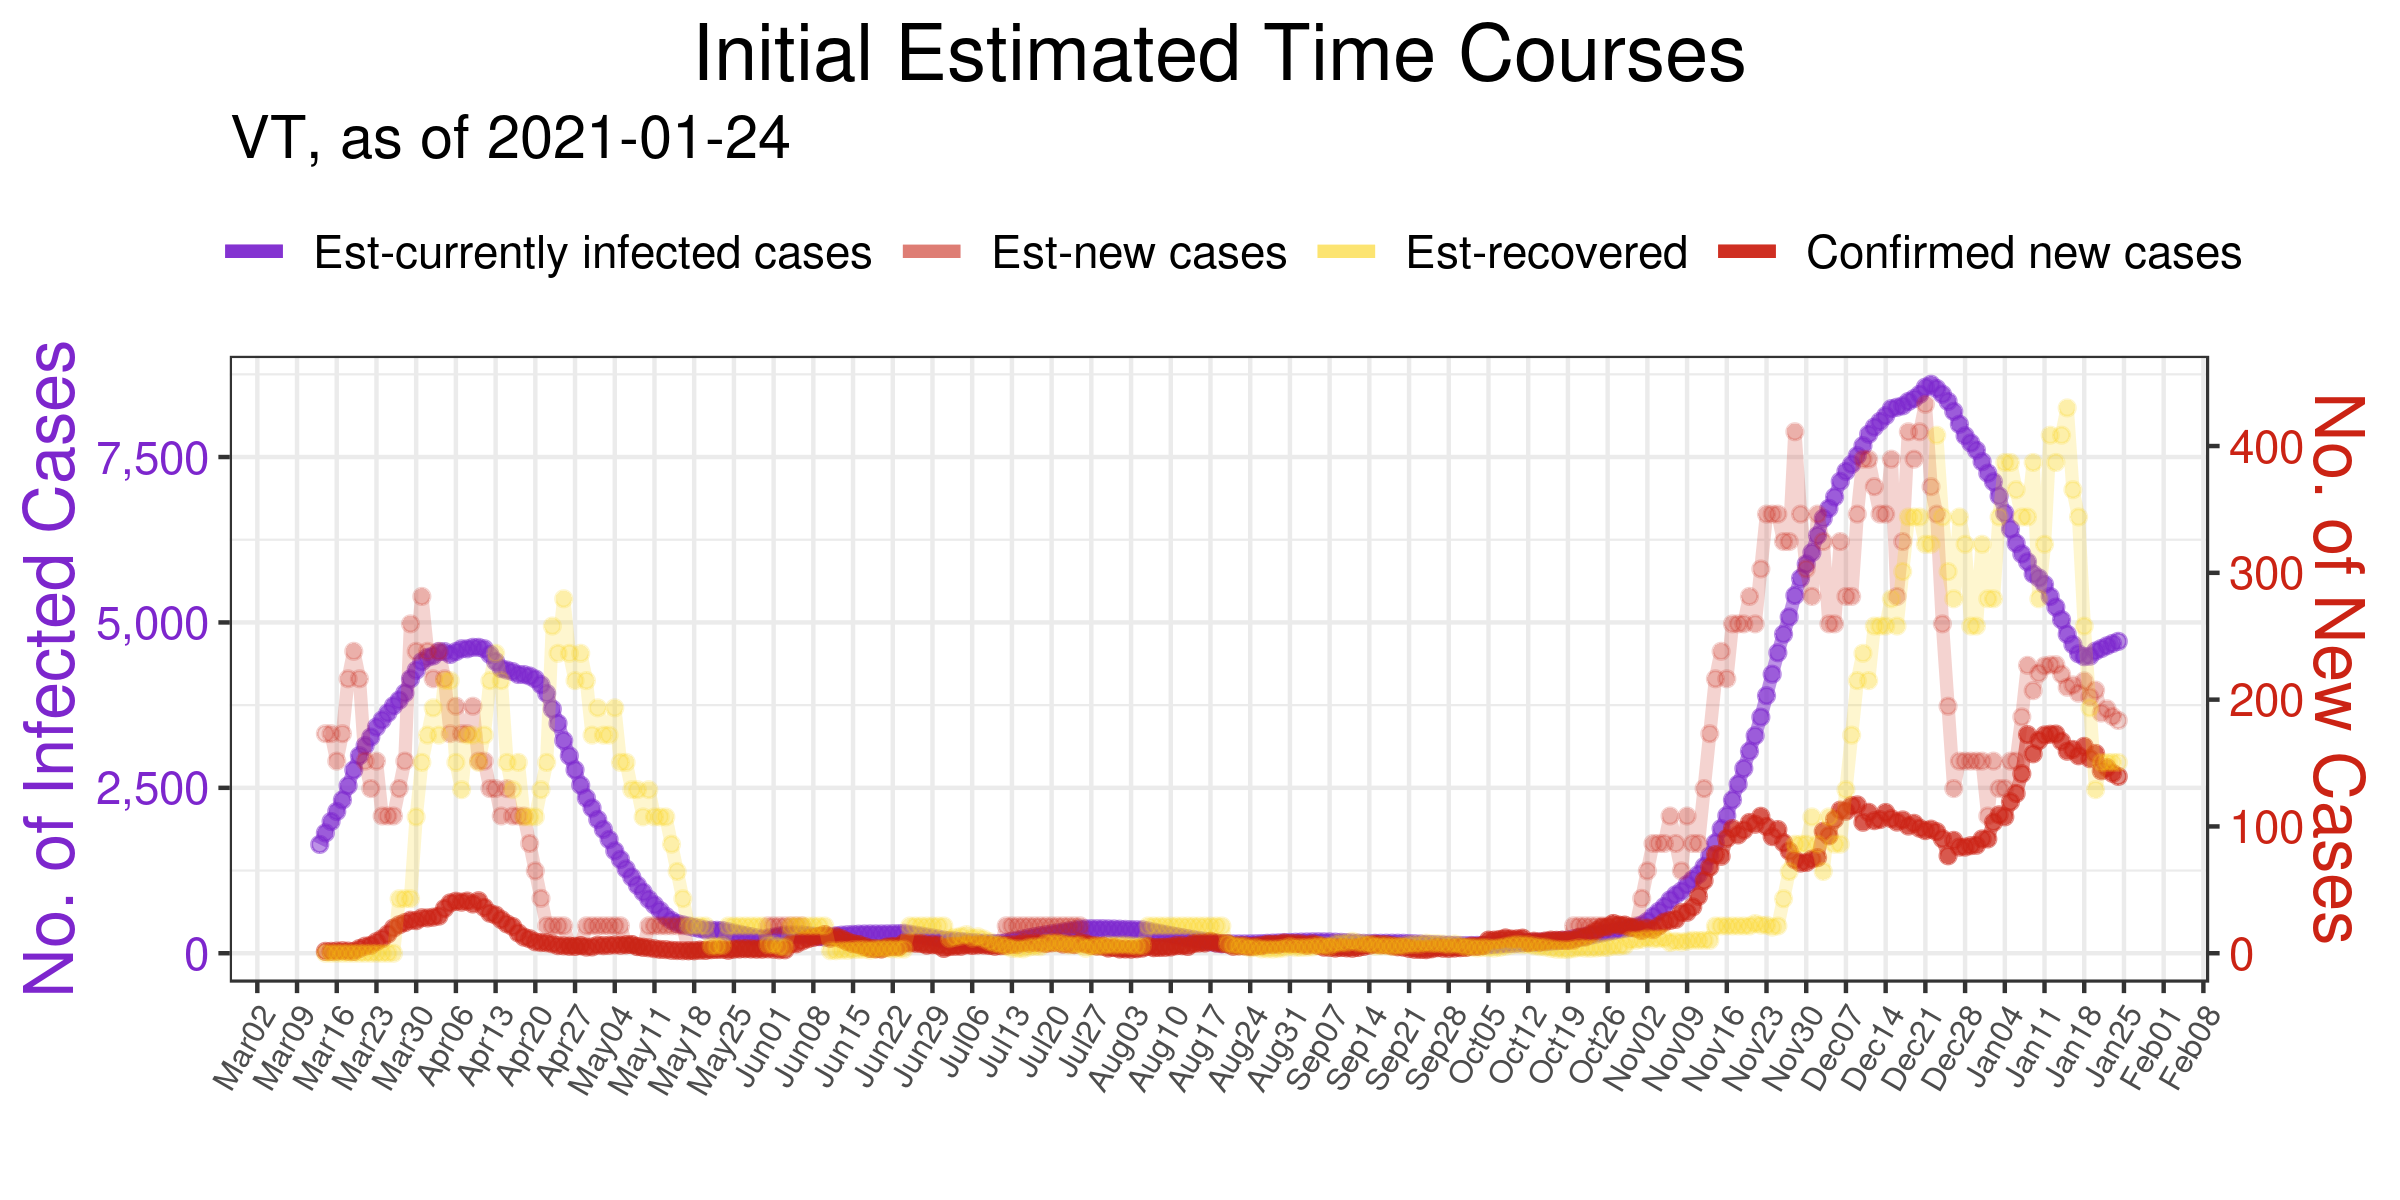 Initial Estimated Time Courses
VT, as of 2021-01-24
Est-currently infected cases Est-new cases Est-recovered Confirmed new cases
No. of Infected Cases
7,500
5,000
2,500
0
400
300
200
100
0
No. of New Cases
Mar02 Mar09 Mar16 Mar23 Mar30 Apr06 Apr13 Apr20 Apr27 May04 May11 May18 May25 Jun01 Jun08 Jun15 Jun22 Jun29 Jul06 Jul13 Jul20 Jul27 Aug03 Aug10 Aug17 Aug24 Aug31 Sep07 Sep14 Sep21 Sep28 Oct05 Oct12 Oct19 Oct26 Nov02 Nov09 Nov16 Nov23 Nov30 Dec07 Dec14 Dec21 Dec28 Jan04 Jan11 Jan18 Jan25 Feb01 Feb08